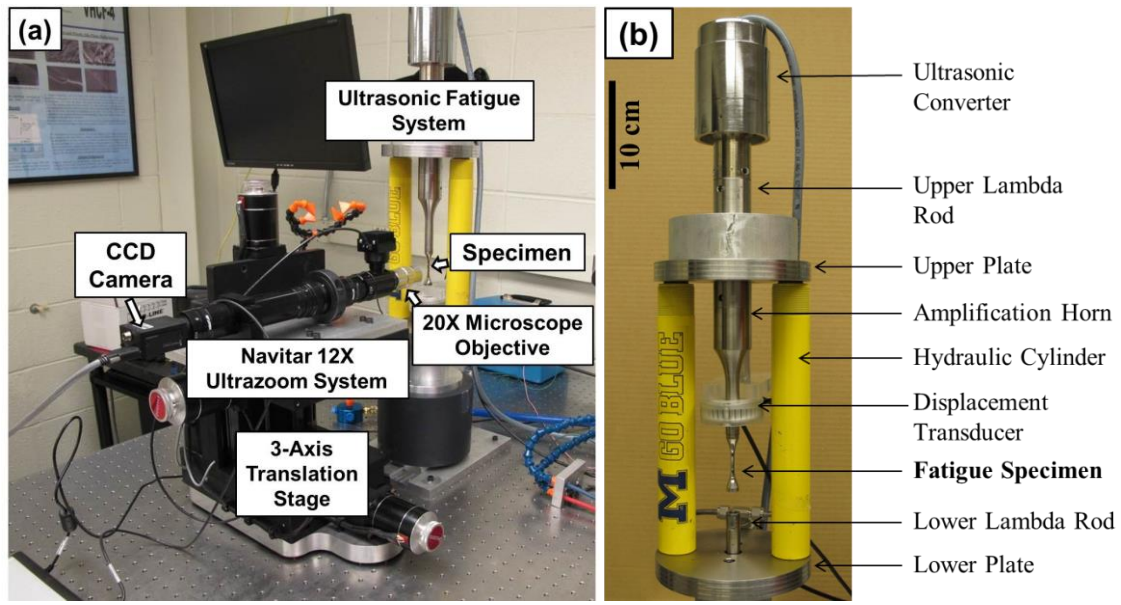 (a)
VHCF-4
Ultrasonic Fatigue
System
GO BLUE
CCD
Camera
Specimen
20X Microscope
Objective
Navitar 12X
Ultrazoom System
3-Axis
Translation
Stage
(b)
10 cm
M GO BLUE
Ultrasonic
Converter
Upper Lambda
Rod
Upper Plate
Amplification Horn
Hydraulic Cylinder
Displacement
Transducer
Fatigue Specimen
Lower Lambda Rod
Lower Plate